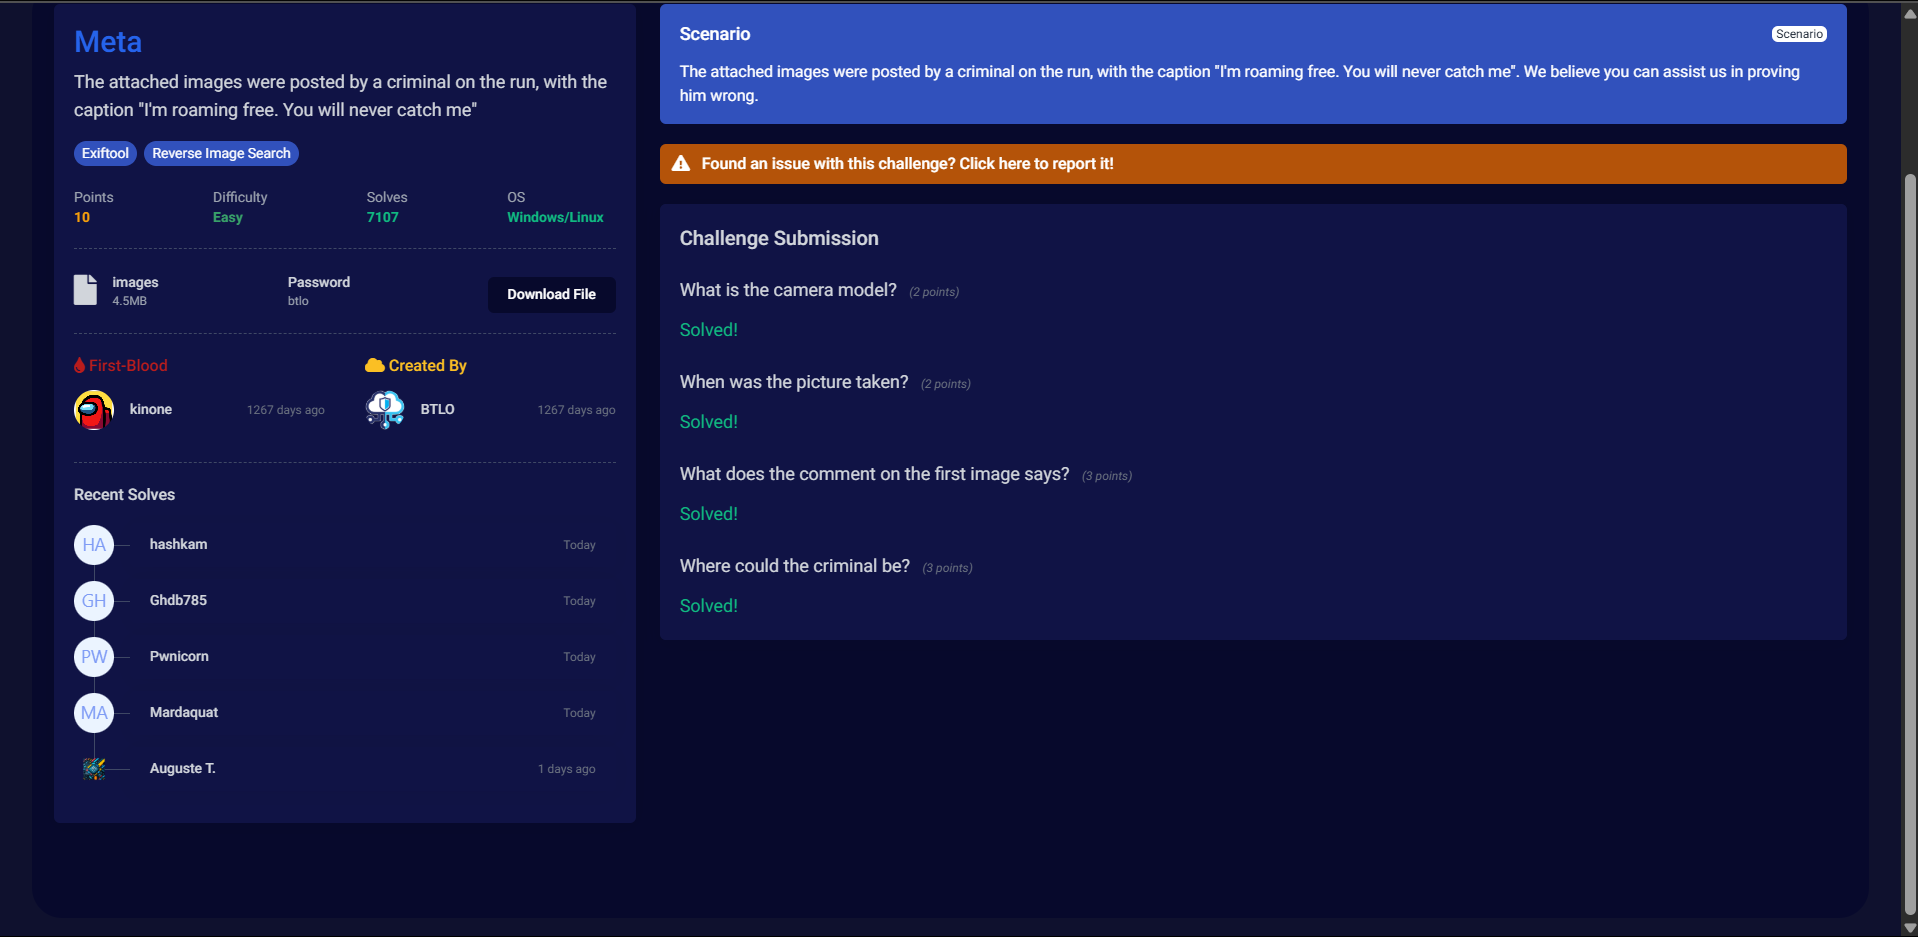 Meta
The attached images were posted by a criminal on the run, with the
caption "I'm roaming free. You will never catch me"
Exiftool
Reverse Image Search
Points
10
Difficulty
Easy
Solves
7107
OS
Windows/Linux
images
4.5MB
Password
btlo
Download File
First-Blood
kinone
1267 days ago
Created By
BTLO
1267 days ago
Recent Solves
HA
hashkam
Today
GH
Ghdb785
Today
PW
Pwnicorn
Today
MA
Mardaquat
Today
Auguste T.
1 days ago
Scenario
Scenario
The attached images were posted by a criminal on the run, with the caption "I'm roaming free. You will never catch me". We believe you can assist us in proving
him wrong.
Found an issue with this challenge? Click here to report it!
Challenge Submission
What is the camera model? (2 points)
Solved!
When was the picture taken? (2 points)
Solved!
What does the comment on the first image says? (3 points)
Solved!
Where could the criminal be? (3 points)
Solved!